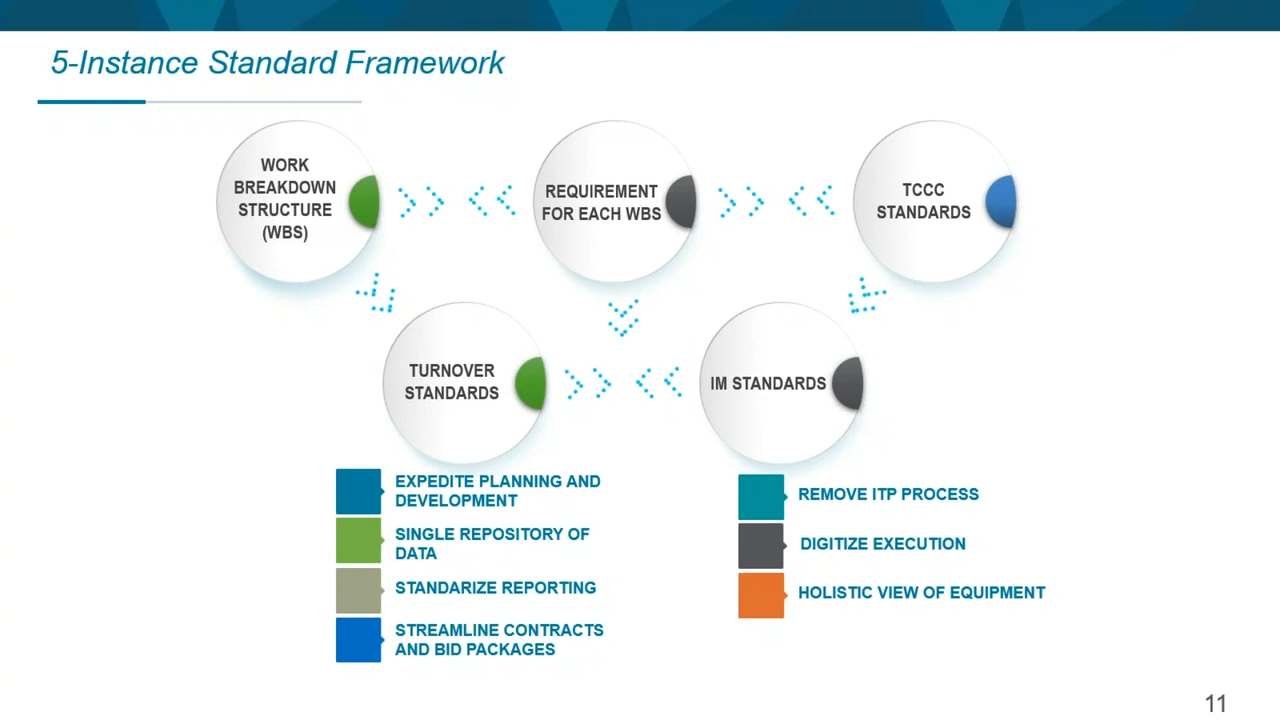 5-Instance Standard Framework
WORK
BREAKDOWN
STRUCTURE
(WBS)
REQUIREMENT
FOR EACH WBS
TCCC
STANDARDS
TURNOVER
STANDARDS
IM STANDARDS
EXPEDITE PLANNING AND
DEVELOPMENT
SINGLE REPOSITORY OF
DATA
STANDARIZE REPORTING
STREAMLINE CONTRACTS
AND BID PACKAGES
REMOVE ITP PROCESS
DIGITIZE EXECUTION
HOLISTIC VIEW OF EQUIPMENT
11